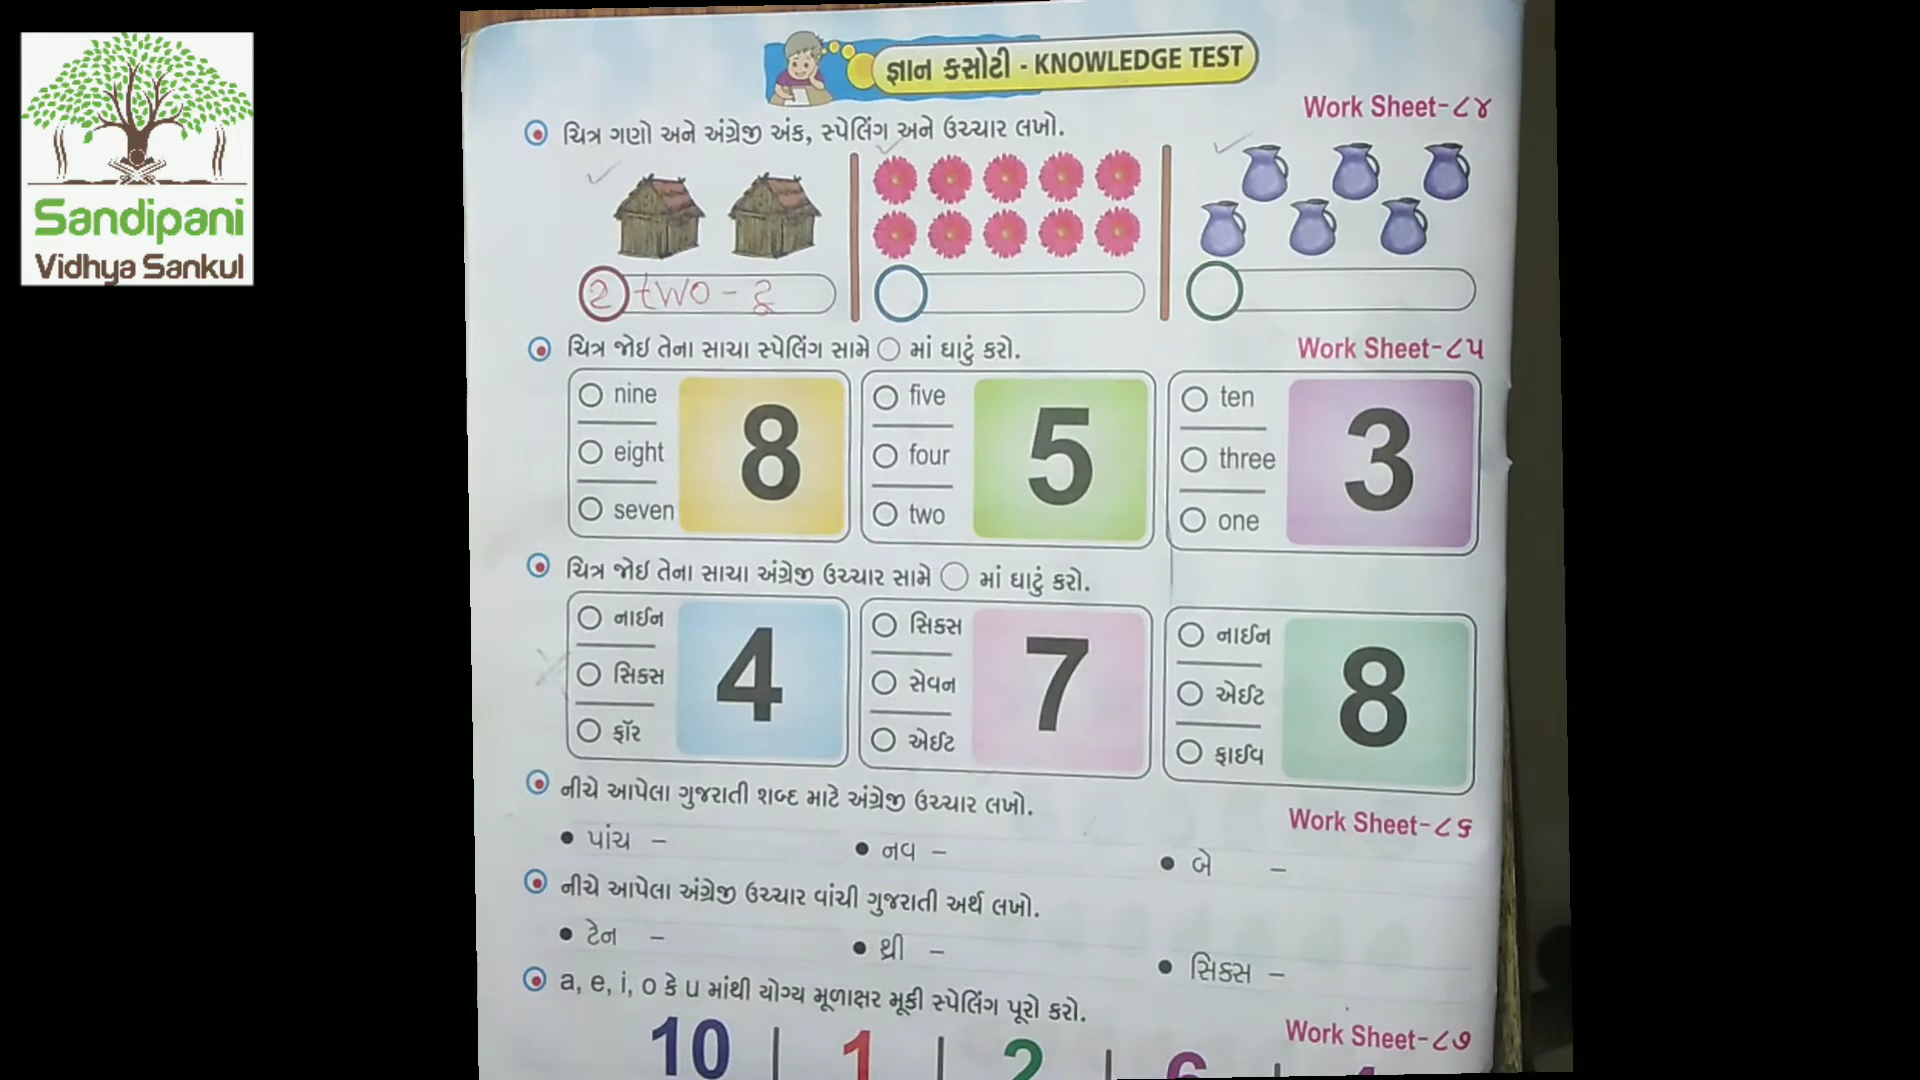 Sandipani
Vidhya Sankul
જ્ઞાન કસોટી - KNOWLEDGE TEST
Work Sheet-૮૪
ચિત્ર ગણો અને અંગ્રેજી અંક, સ્પેલિંગ અને ઉચ્ચાર લખો.
2 two - ટુ
ચિત્ર જોઈ તેના સાચા સ્પેલિંગ સામે ○ માં ઘાટું કરો.
Work Sheet-૮૫
nine
eight
seven
8
five
four
two
5
ten
three
one
3
ચિત્ર જોઈ તેના સાચા અંગ્રેજી ઉચ્ચાર સામે ○ માં ઘાટું કરો.
નાઈન
સિક્સ
ફૉર
4
સિક્સ
સેવન
એઈટ
7
નાઈન
એઈટ
ફાઈવ
8
નીચે આપેલા ગુજરાતી શબ્દ માટે અંગ્રેજી ઉચ્ચાર લખો.
Work Sheet-૮૬
• પાંચ – • નવ – • બે –
નીચે આપેલા અંગ્રેજી ઉચ્ચાર વાંચી ગુજરાતી અર્થ લખો.
• ટેન – • થ્રી – • સિક્સ –
a, e, i, o કે u માંથી યોગ્ય મૂળાક્ષર મૂકી સ્પેલિંગ પૂરો કરો.
Work Sheet-૮૭
10 1 2 6